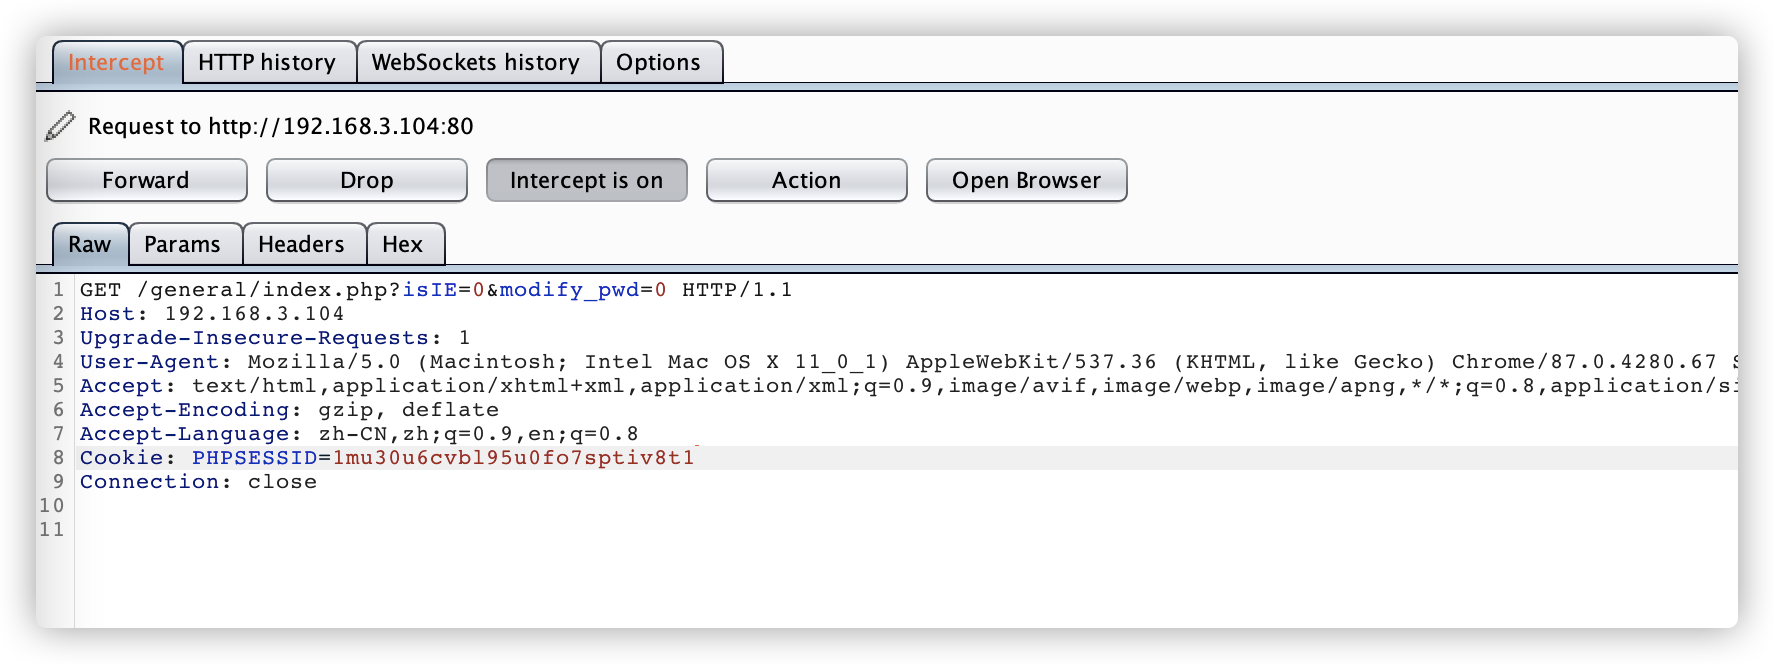 Intercept HTTP history WebSockets history Options
Request to http://192.168.3.104:80
Forward Drop Intercept is on Action Open Browser
Raw Params Headers Hex
1 GET /general/index.php?isIE=0&modify_pwd=0 HTTP/1.1
2 Host: 192.168.3.104
3 Upgrade-Insecure-Requests: 1
4 User-Agent: Mozilla/5.0 (Macintosh; Intel Mac OS X 11_0_1) AppleWebKit/537.36 (KHTML, like Gecko) Chrome/87.0.4280.67 S
5 Accept: text/html,application/xhtml+xml,application/xml;q=0.9,image/avif,image/webp,image/apng,*/*;q=0.8,application/si
6 Accept-Encoding: gzip, deflate
7 Accept-Language: zh-CN,zh;q=0.9,en;q=0.8
8 Cookie: PHPSESSID=1mu30u6cvbl95u0fo7sptiv8t1
9 Connection: close
10
11